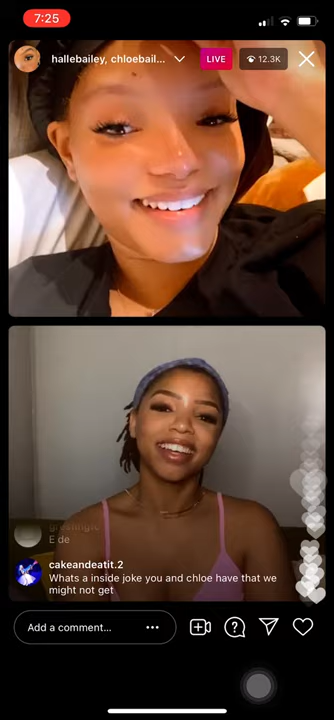 7:25
hallebailey, chloebail...
LIVE
12.3K
E de
cakeandeatit.2
Whats a inside joke you and chloe have that we
might not get
Add a comment...